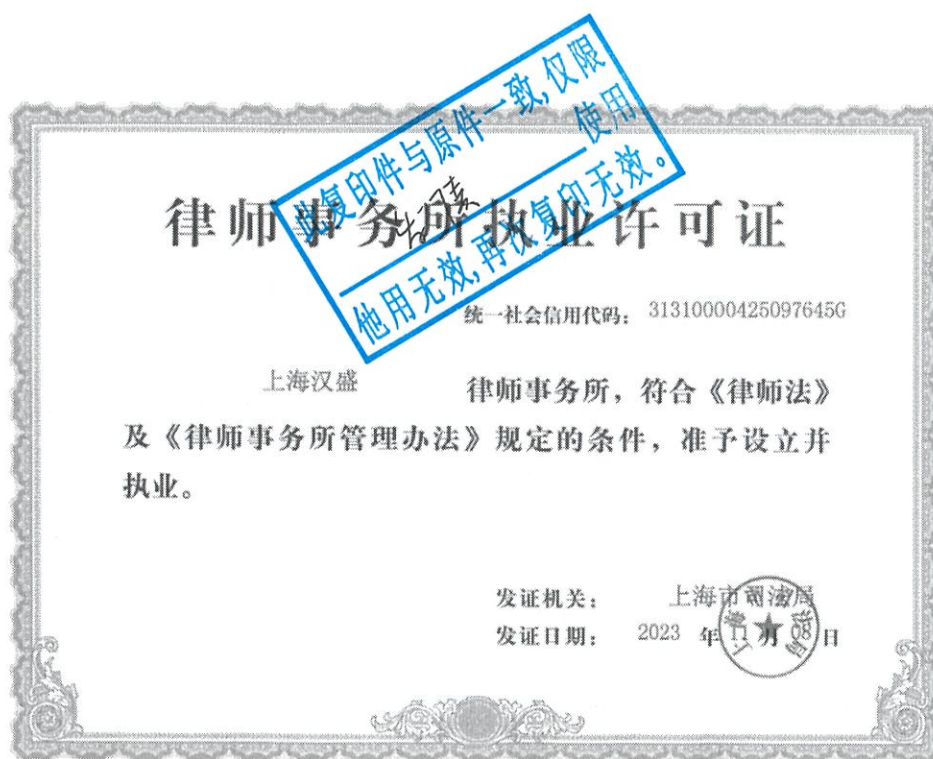 此复印件与原件一致,仅限
使用
他用无效,再次复印无效。
律师事务所执业许可证
统一社会信用代码： 31310000425097645G
上海汉盛 律师事务所，符合《律师法》
及《律师事务所管理办法》规定的条件，准予设立并
执业。
发证机关： 上海市司法局
发证日期： 2023 年 11 月 08 日